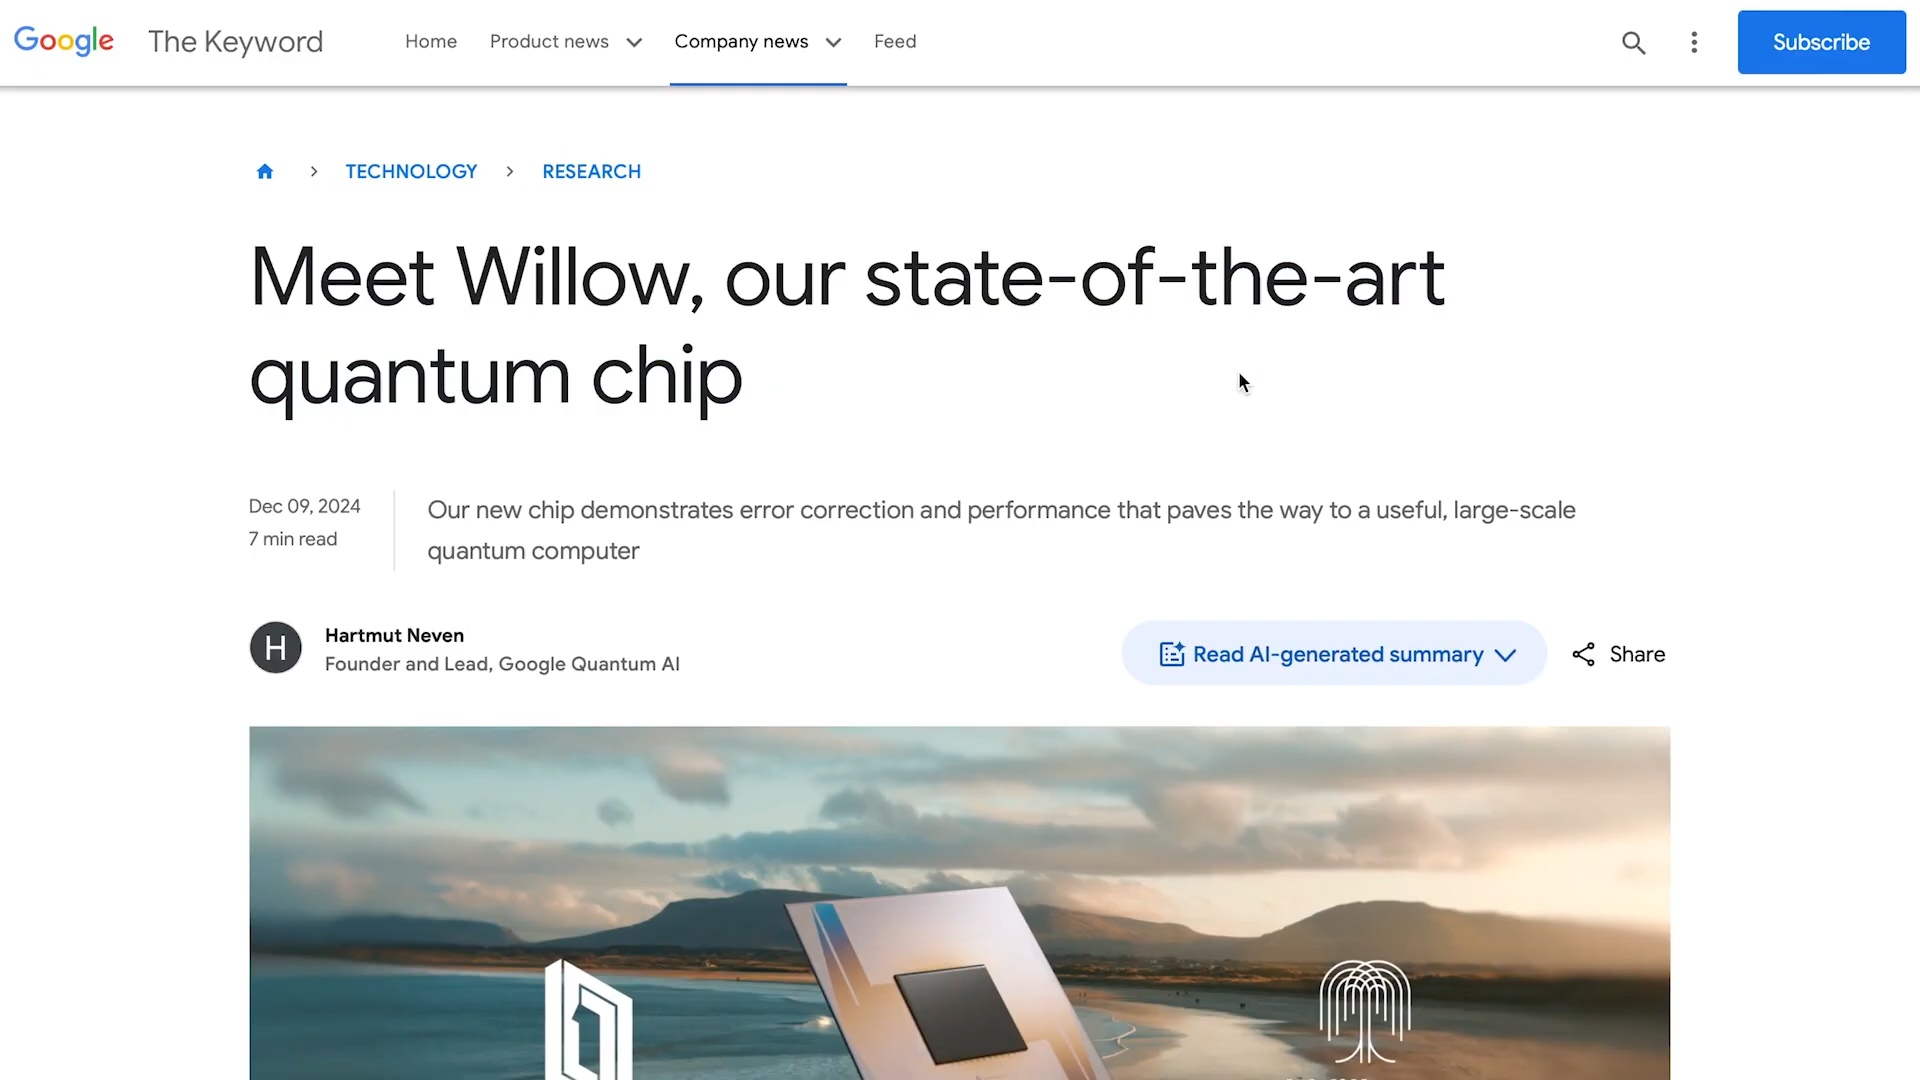 Google The Keyword Home Product news Company news Feed Subscribe
TECHNOLOGY RESEARCH
Meet Willow, our state-of-the-art
quantum chip
Dec 09, 2024
7 min read
Our new chip demonstrates error correction and performance that paves the way to a useful, large-scale
quantum computer
H
Hartmut Neven
Founder and Lead, Google Quantum AI
Read AI-generated summary
Share